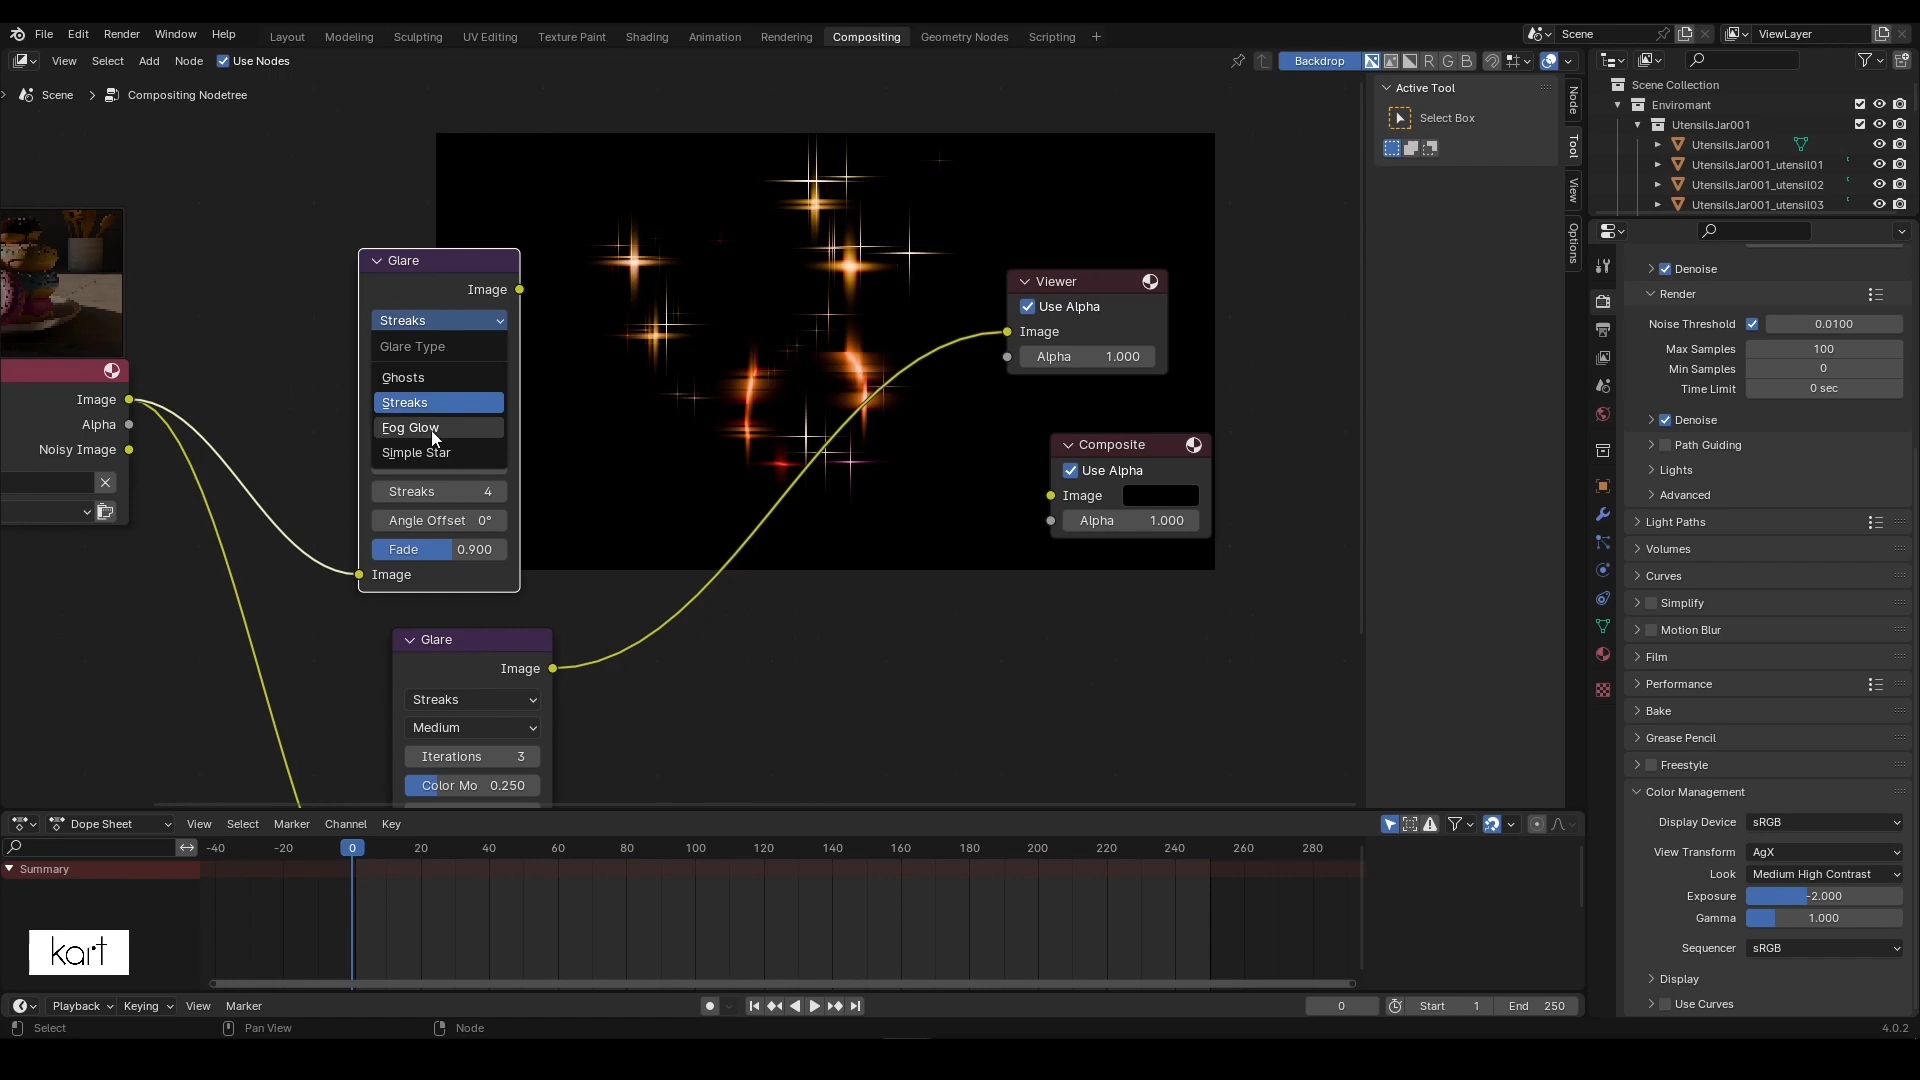 File Edit Render Window Help
Layout Modeling Sculpting UV Editing Texture Paint Shading Animation Rendering Compositing Geometry Nodes Scripting
Scene ViewLayer
View Select Add Node Use Nodes
Backdrop R G B
Scene Compositing Nodetree
Active Tool
Select Box
Node
Tool
View
Options
Scene Collection
Enviromant
UtensilsJar001
UtensilsJar001
UtensilsJar001_utensil01
UtensilsJar001_utensil02
UtensilsJar001_utensil03
Image
Alpha
Noisy Image
Glare
Image
Streaks
Glare Type
Ghosts
Streaks
Fog Glow
Simple Star
Streaks 4
Angle Offset 0°
Fade 0.900
Image
Glare
Image
Streaks
Medium
Iterations 3
Color Mo 0.250
Viewer
Use Alpha
Image
Alpha 1.000
Composite
Use Alpha
Image
Alpha 1.000
Denoise
Render
Noise Threshold 0.0100
Max Samples 100
Min Samples 0
Time Limit 0 sec
Denoise
Path Guiding
Lights
Advanced
Light Paths
Volumes
Curves
Simplify
Motion Blur
Film
Performance
Bake
Grease Pencil
Freestyle
Color Management
Display Device sRGB
View Transform AgX
Look Medium High Contrast
Exposure -2.000
Gamma 1.000
Sequencer sRGB
Display
Use Curves
Dope Sheet View Select Marker Channel Key
-40 -20 0 20 40 60 80 100 120 140 160 180 200 220 240 260 280
Summary
kart
Playback Keying View Marker
0 Start 1 End 250
Select Pan View Node
4.0.2